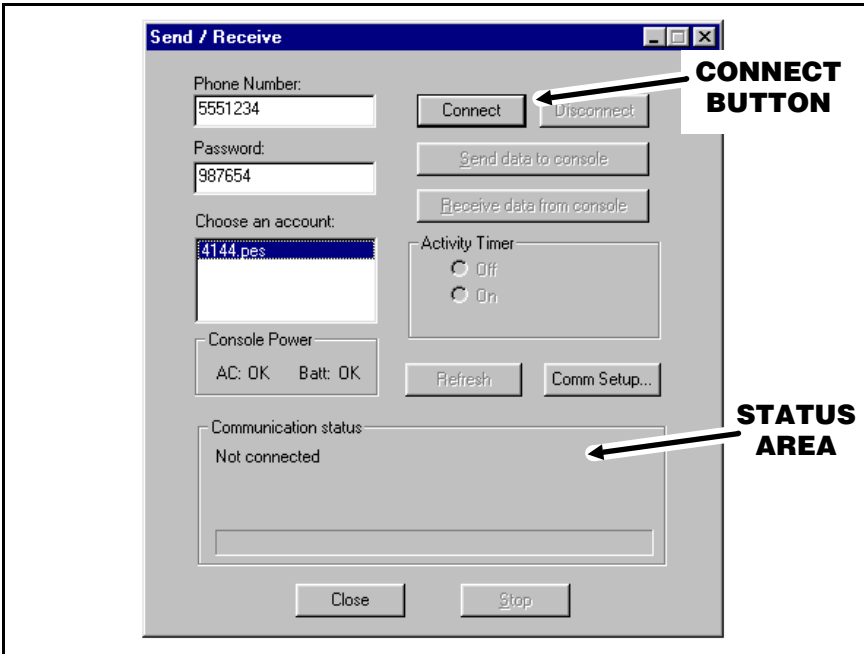 Send / Receive
Phone Number:
5551234
Connect
Disconnect
CONNECT
BUTTON
Password:
987654
Send data to console
Receive data from console
Choose an account:
4144.pes
Activity Timer
Off
On
Console Power
AC: OK Batt: OK
Refresh
Comm Setup...
Communication status
Not connected
STATUS
AREA
Close
Stop